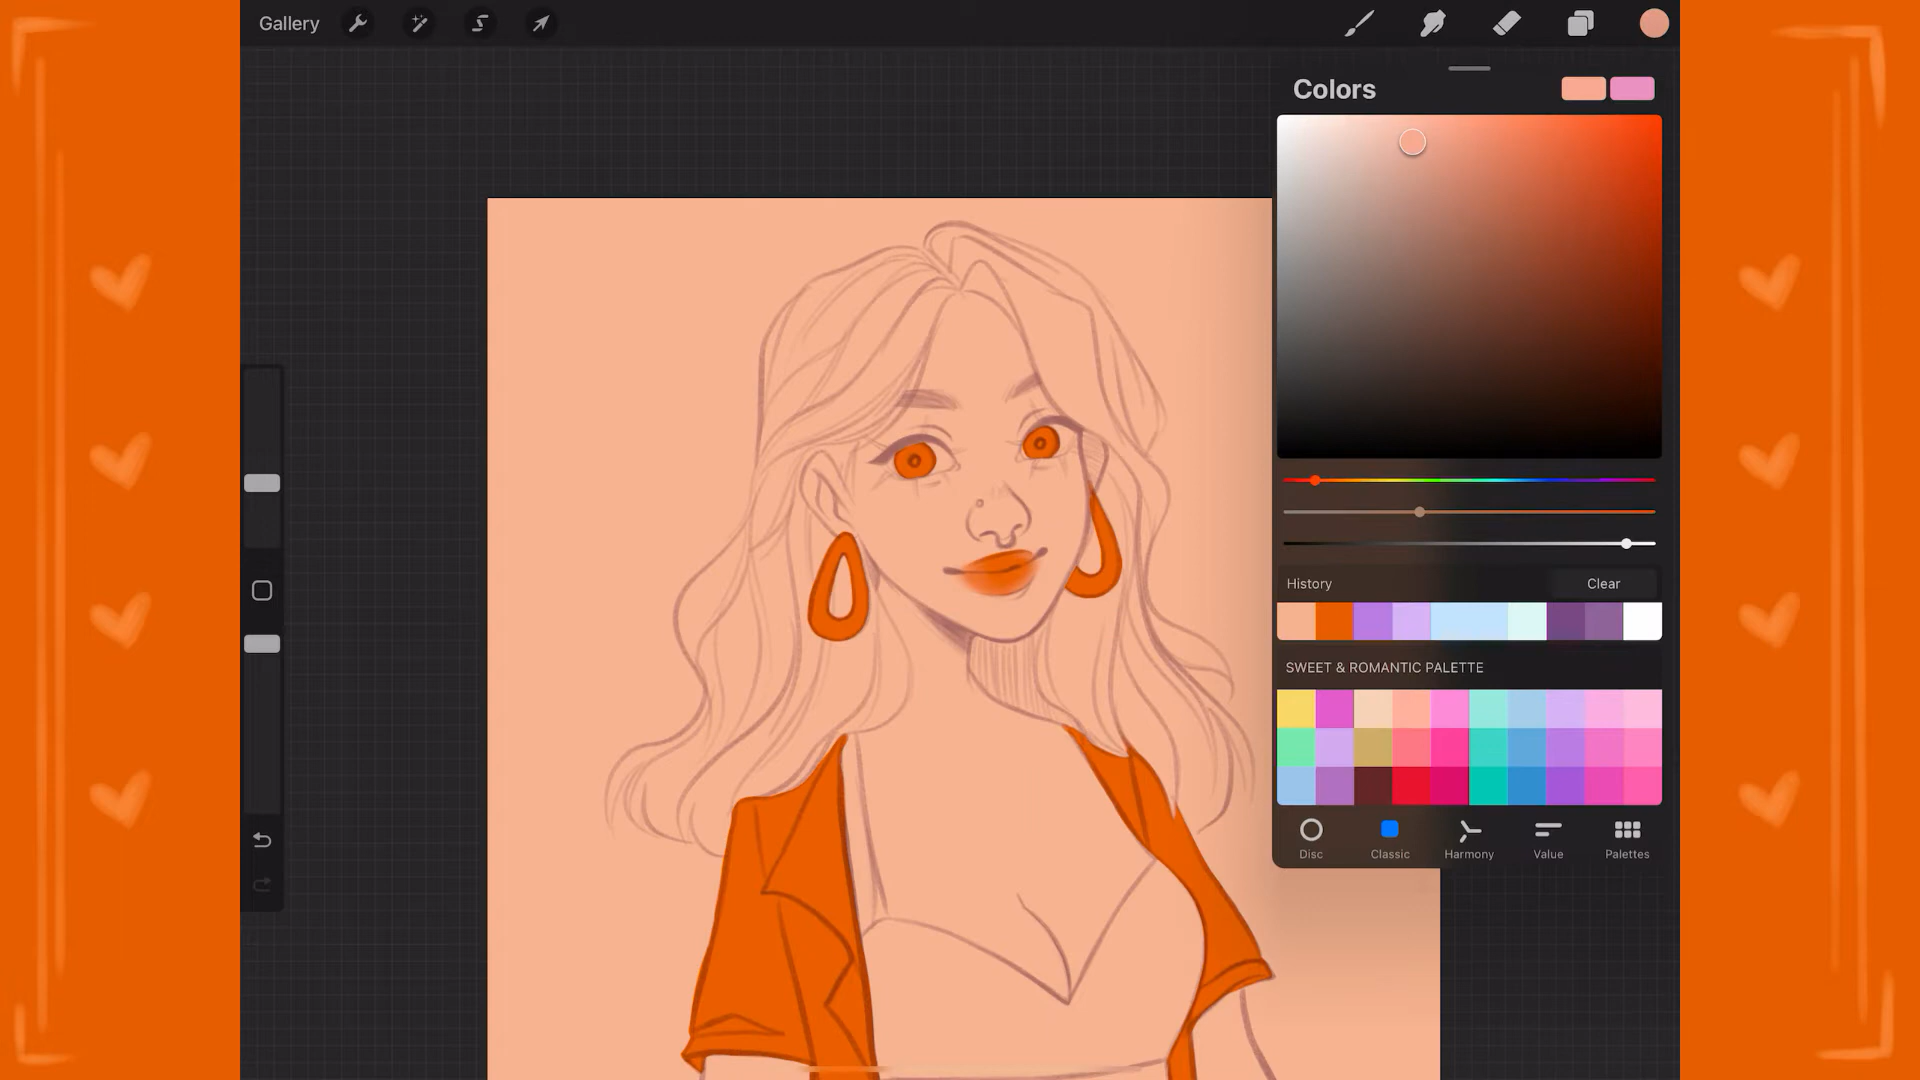 Gallery
Colors
History
Clear
SWEET & ROMANTIC PALETTE
Disc
Classic
Harmony
Value
Palettes